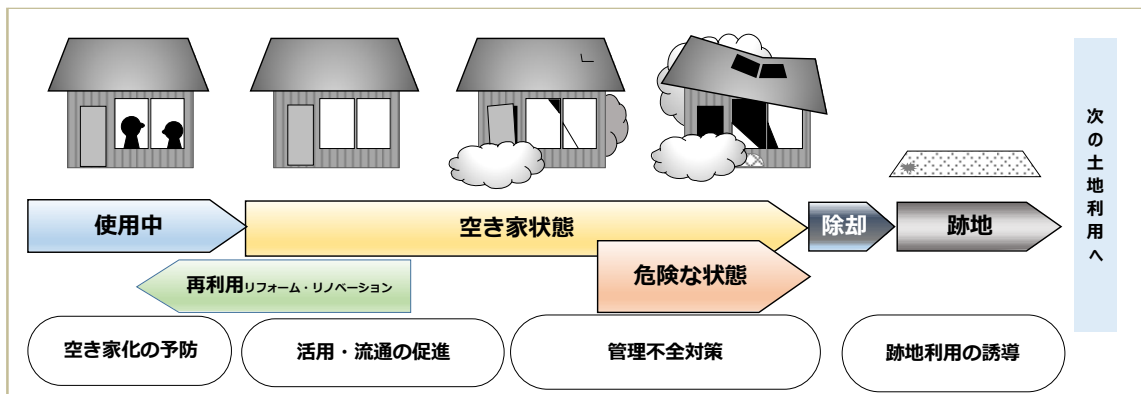 使用中
空き家状態
除却
跡地
次の土地利用へ
再利用リフォーム・リノベーション
危険な状態
空き家化の予防
活用・流通の促進
管理不全対策
跡地利用の誘導